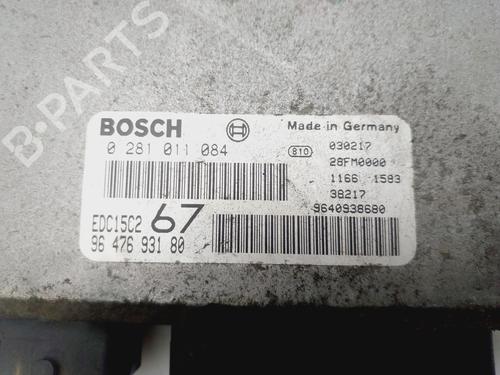 BOSCH
Made in Germany
0 281 011 084
810
030217
28FM0000
1166 1583
38217
9640938680
EDC15C2 67
96 476 931 80
B-PARTS